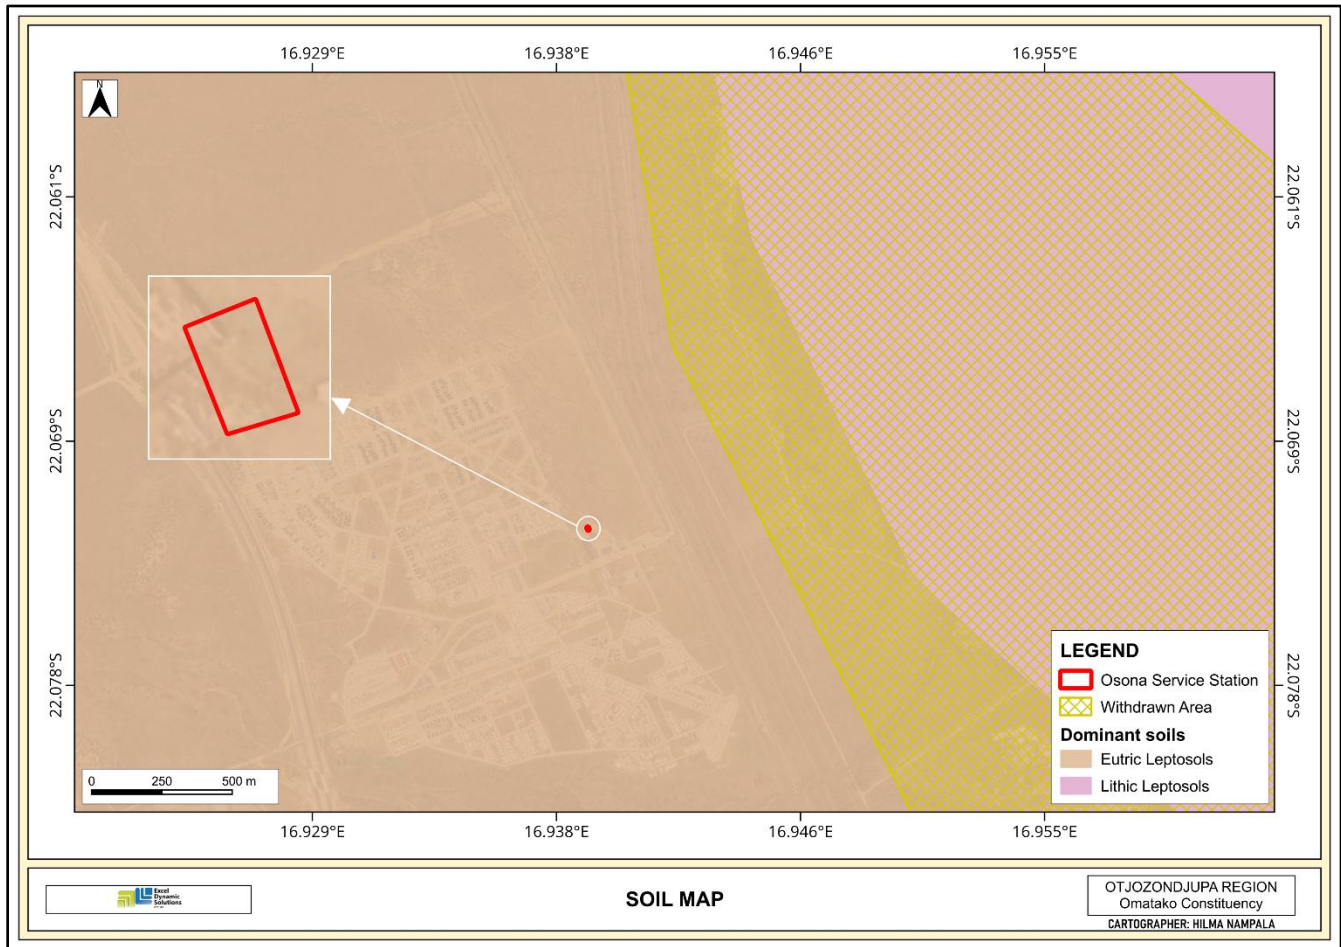 16.929°E 16.938°E 16.946°E 16.955°E
N
22.061°S
22.061°S
22.069°S
22.069°S
22.078°S
22.078°S
LEGEND
Osona Service Station
Withdrawn Area
Dominant soils
Eutric Leptosols
Lithic Leptosols
0 250 500 m
16.929°E 16.938°E 16.946°E 16.955°E
Excel
Dynamic
Solutions
SOIL MAP
OTJOZONDJUPA REGION
Omatako Constituency
CARTOGRAPHER: HILMA NAMPALA